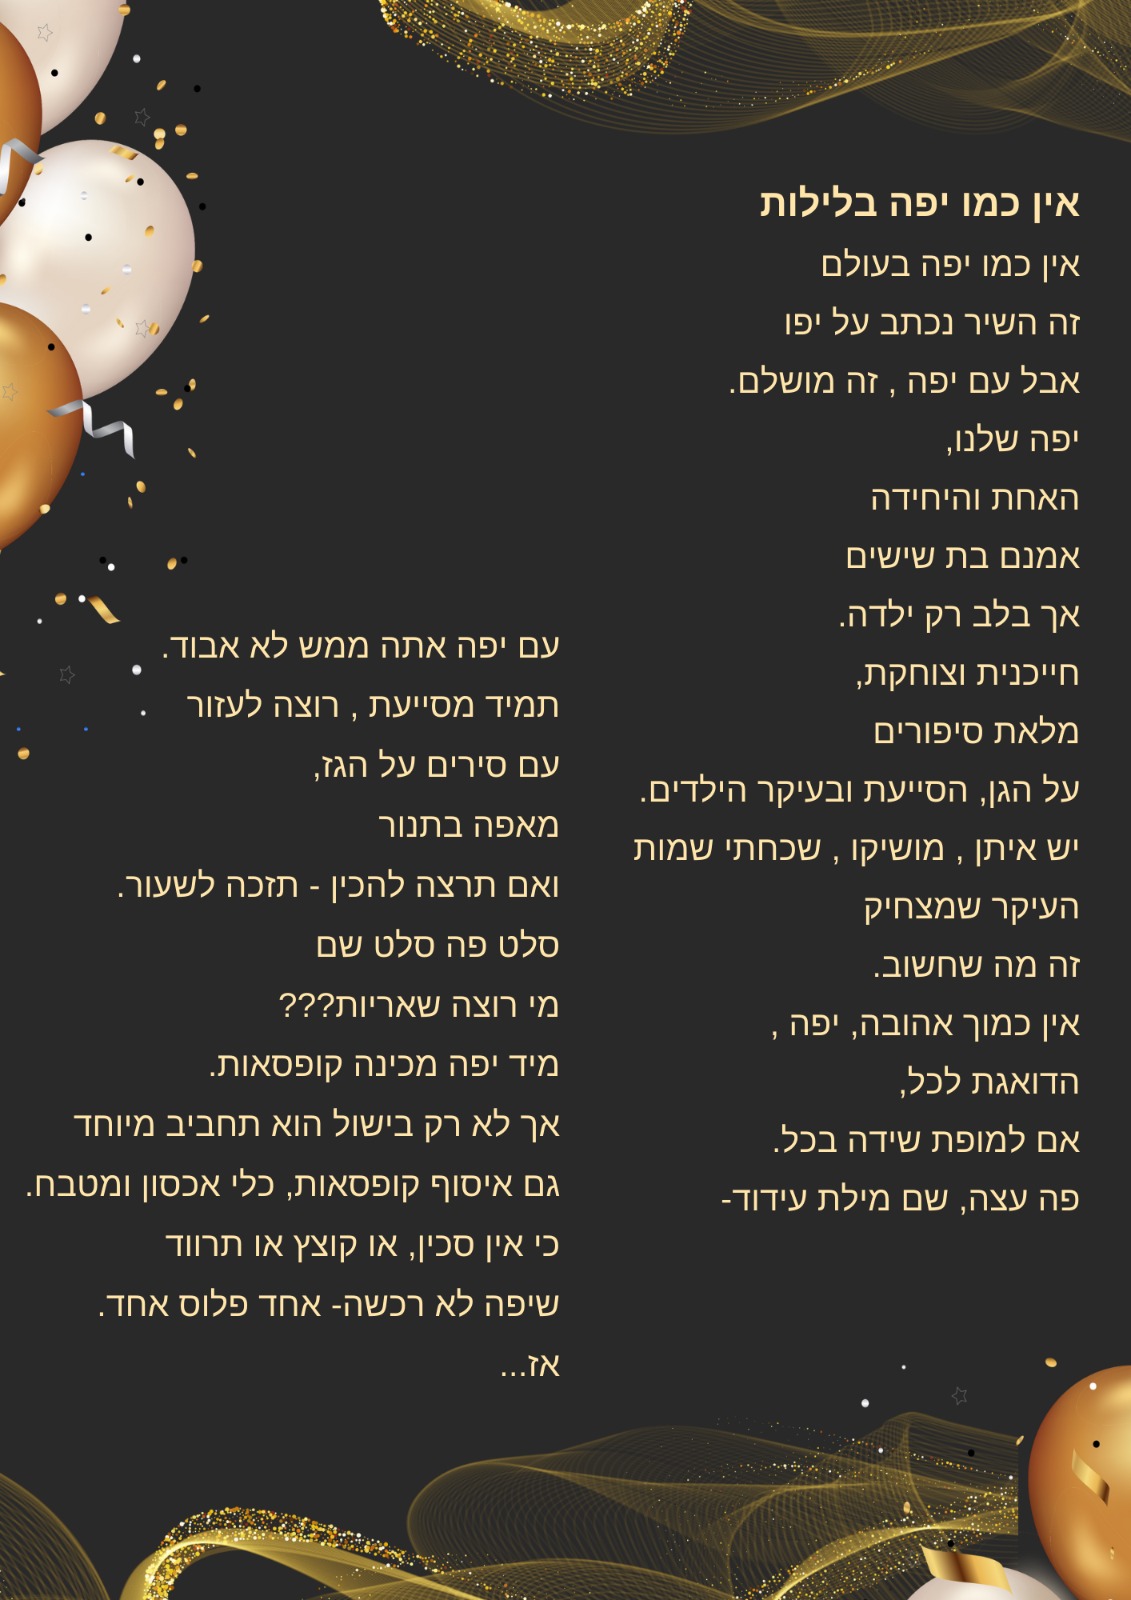 אין כמו יפה בלילות
אין כמו יפה בעולם
זה השיר נכתב על יפו
אבל עם יפה , זה מושלם.
יפה שלנו,
האחת והיחידה
אמנם בת שישים
אך בלב רק ילדה.
חייכנית וצוחקת,
מלאת סיפורים
על הגן, הסייעת ובעיקר הילדים.
יש איתן , מושיקו , שכחתי שמות
העיקר שמצחיק
זה מה שחשוב.
אין כמוך אהובה, יפה ,
הדואגת לכל,
אם למופת שידה בכל.
פה עצה, שם מילת עידוד-
עם יפה אתה ממש לא אבוד.
תמיד מסייעת , רוצה לעזור
עם סירים על הגז,
מאפה בתנור
ואם תרצה להכין - תזכה לשעור.
סלט פה סלט שם
מי רוצה שאריות???
מיד יפה מכינה קופסאות.
אך לא רק בישול הוא תחביב מיוחד
גם איסוף קופסאות, כלי אכסון ומטבח.
כי אין סכין, או קוצץ או תרווד
שיפה לא רכשה- אחד פלוס אחד.
אז...